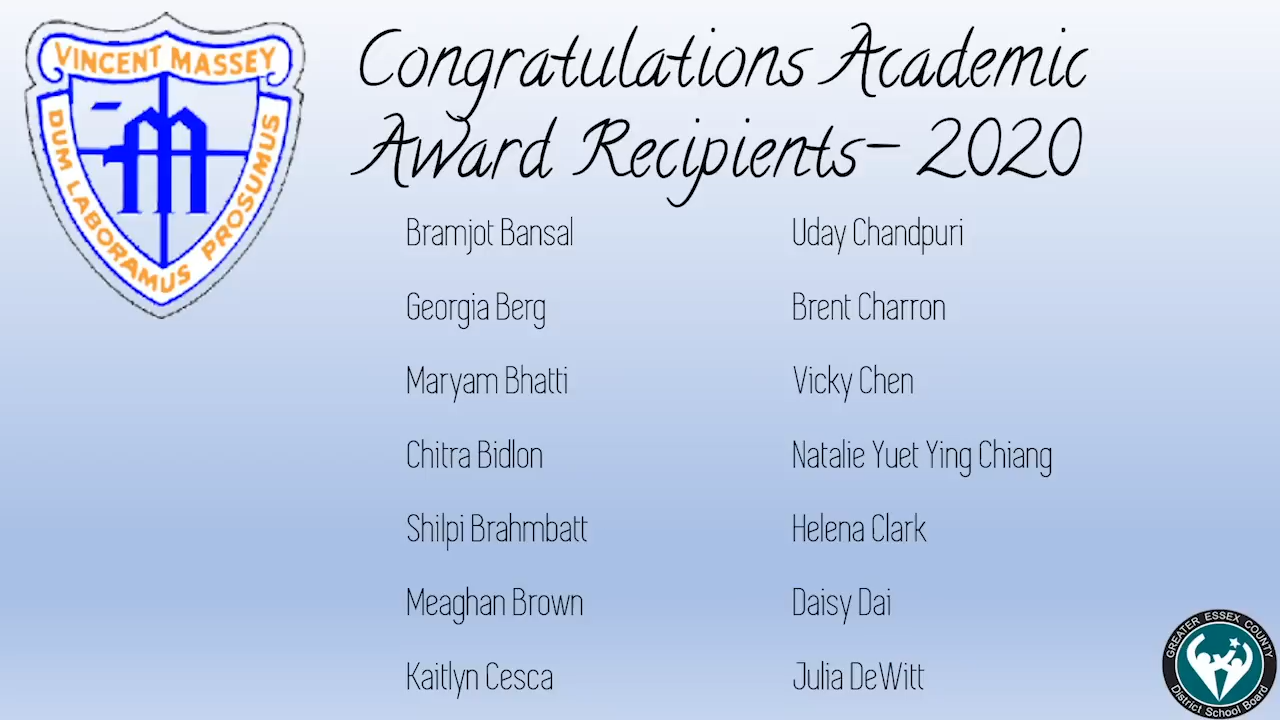 VINCENT MASSEY
DUM LABORAMUS PROSUMUS
M
Congratulations Academic
Award Recipients- 2020
Bramjot Bansal
Georgia Berg
Maryam Bhatti
Chitra Bidlon
Shilpi Brahmbatt
Meaghan Brown
Kaitlyn Cesca
Uday Chandpuri
Brent Charron
Vicky Chen
Natalie Yuet Ying Chiang
Helena Clark
Daisy Dai
Julia DeWitt
GREATER ESSEX COUNTY
District School Board